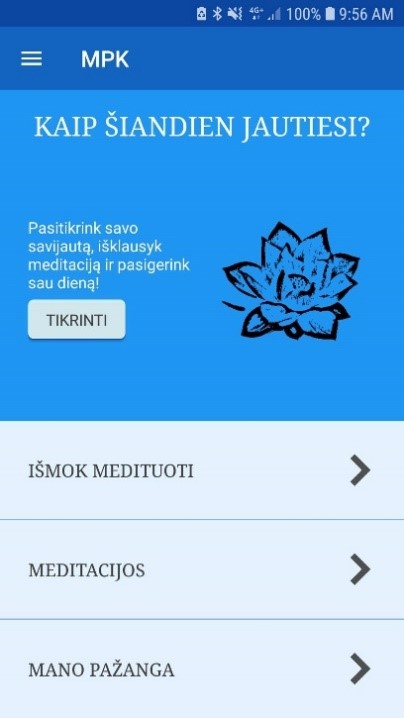 4G+ 100% 9:56 AM
MPK
KAIP ŠIANDIEN JAUTIESI?
Pasitikrink savo
savijautą, išklausyk
meditaciją ir pasigerink
sau dieną!
TIKRINTI
IŠMOK MEDITUOTI
MEDITACIJOS
MANO PAŽANGA